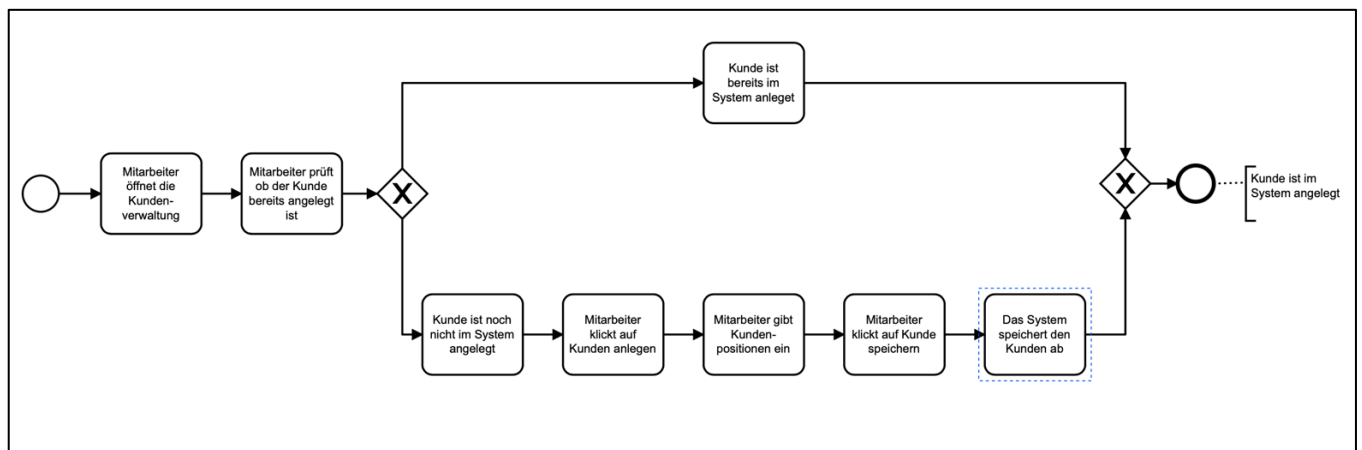 Kunde ist
bereits im
System anleget
Mitarbeiter
öffnet die
Kunden-
verwaltung
Mitarbeiter prüft
ob der Kunde
bereits angelegt
ist
X
X
Kunde ist im
System angelegt
Kunde ist noch
nicht im System
angelegt
Mitarbeiter
klickt auf
Kunden anlegen
Mitarbeiter gibt
Kunden-
positionen ein
Mitarbeiter
klickt auf Kunde
speichern
Das System
speichert den
Kunden ab